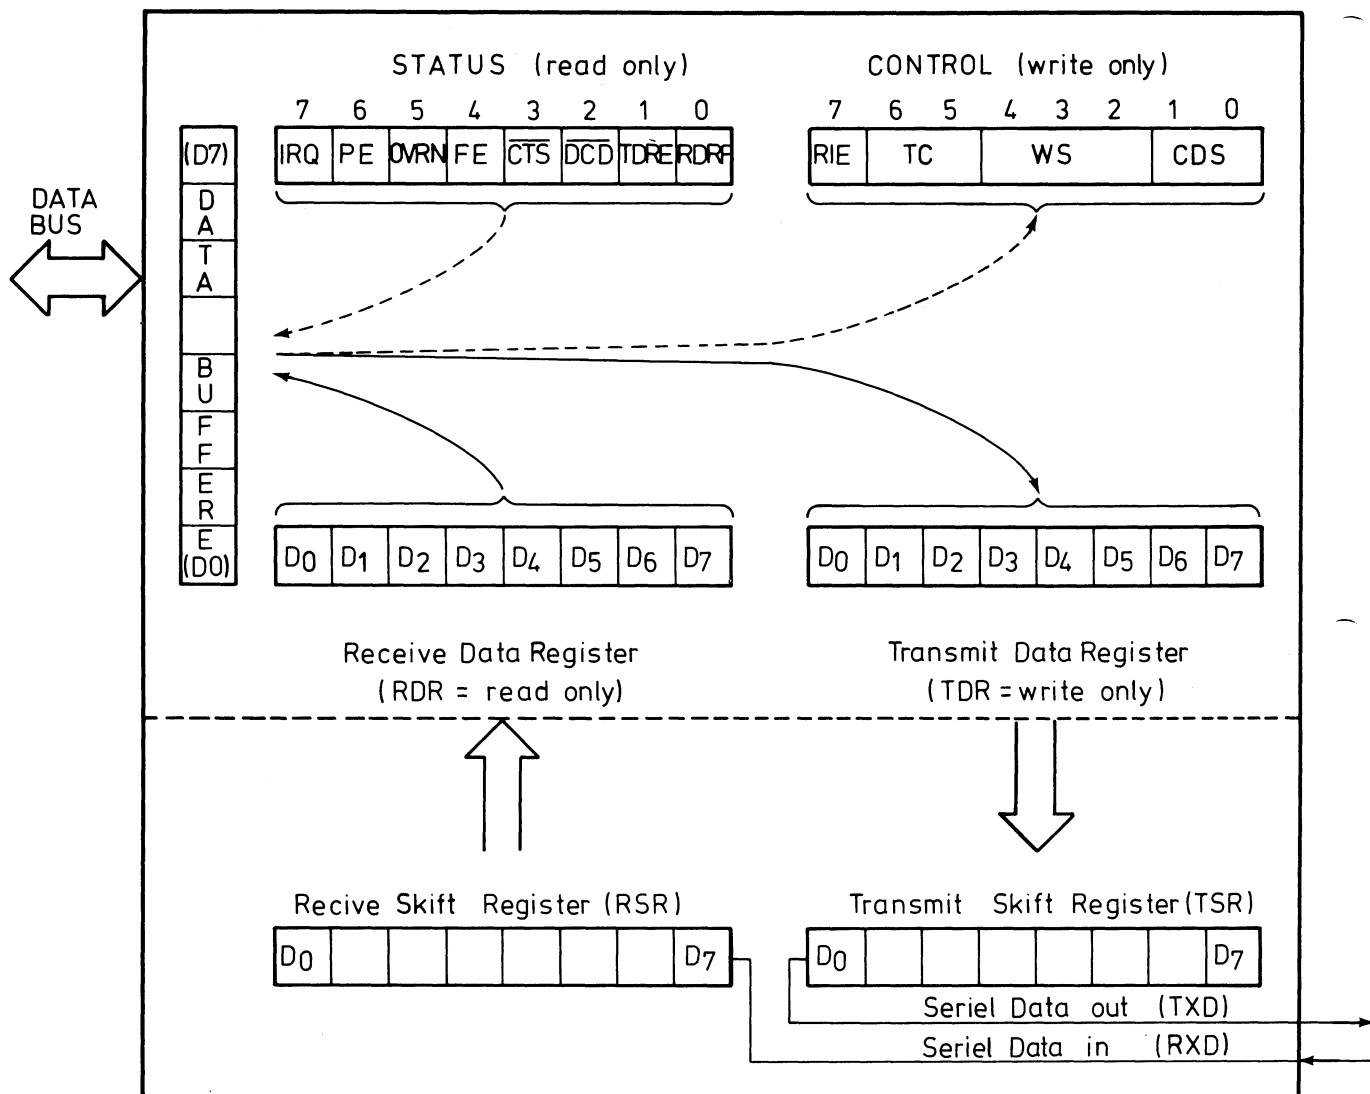 STATUS (read only)
CONTROL (write only)
7 6 5 4 3 2 1 0
7 6 5 4 3 2 1 0
IRQ PE OVRN FE C̅T̅S̅ D̅C̅D̅ TDRE RDRF
RIE TC WS CDS
DATA
BUS
(D7)
D
A
T
A
B
U
F
F
E
R
E
(D0)
D0 D1 D2 D3 D4 D5 D6 D7
D0 D1 D2 D3 D4 D5 D6 D7
Receive Data Register
(RDR = read only)
Transmit Data Register
(TDR = write only)
Recive Skift Register (RSR)
Transmit Skift Register (TSR)
D0 D7
D0 D7
Seriel Data out (TXD)
Seriel Data in (RXD)